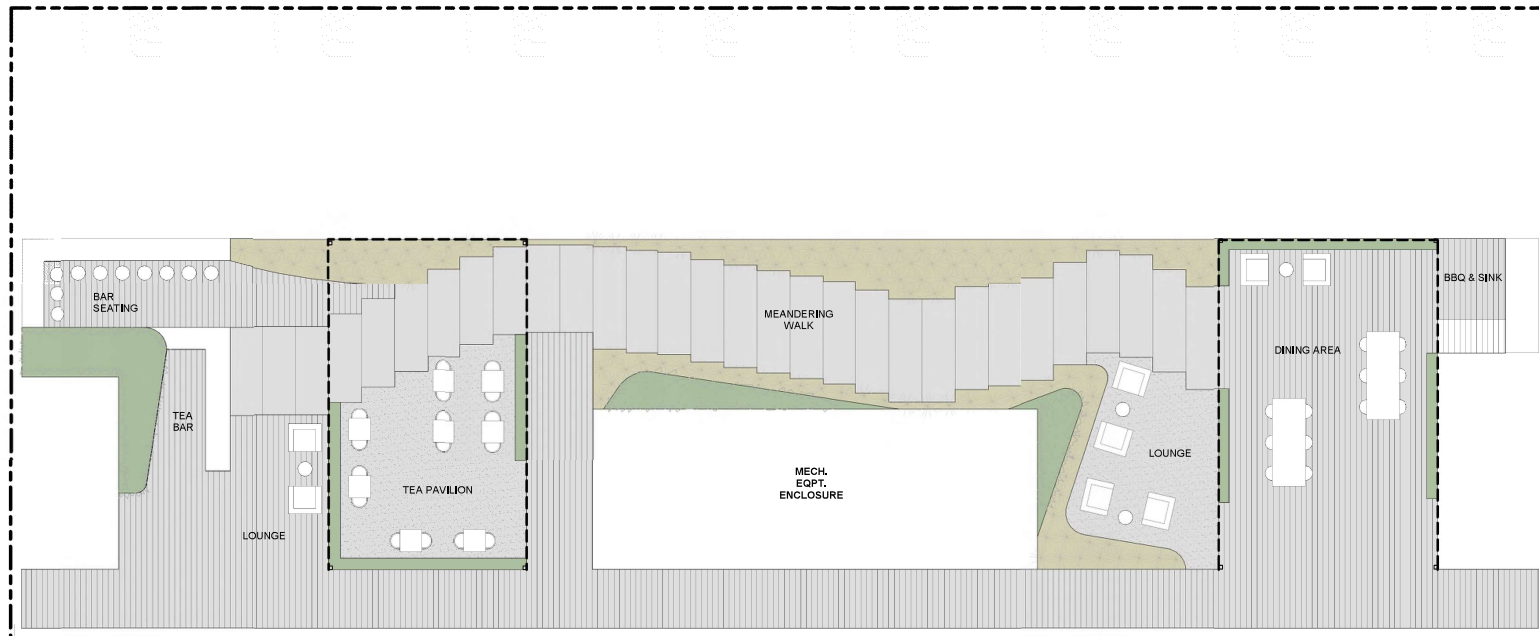 BAR
SEATING
TEA
BAR
LOUNGE
TEA PAVILION
MEANDERING
WALK
MECH.
EQPT.
ENCLOSURE
LOUNGE
DINING AREA
BBQ & SINK